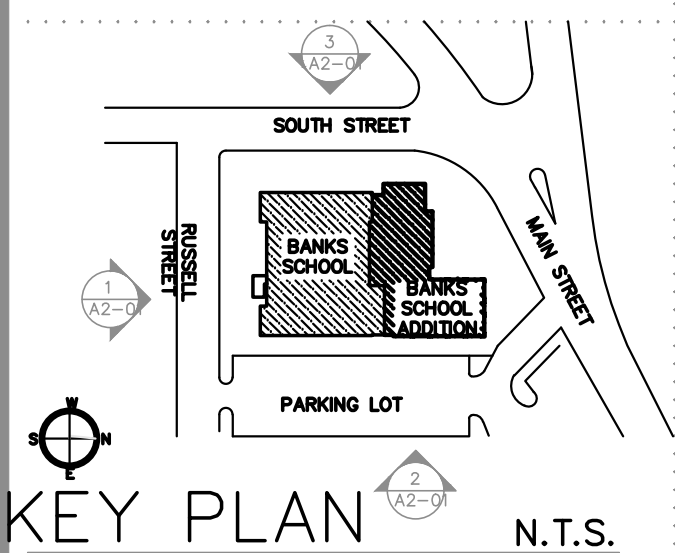 3
A2-01
SOUTH STREET
RUSSELL
STREET
BANKS
SCHOOL
MAIN STREET
1
A2-01
BANKS
SCHOOL
ADDITION
PARKING LOT
W
S
N
E
2
A2-01
KEY PLAN
N.T.S.